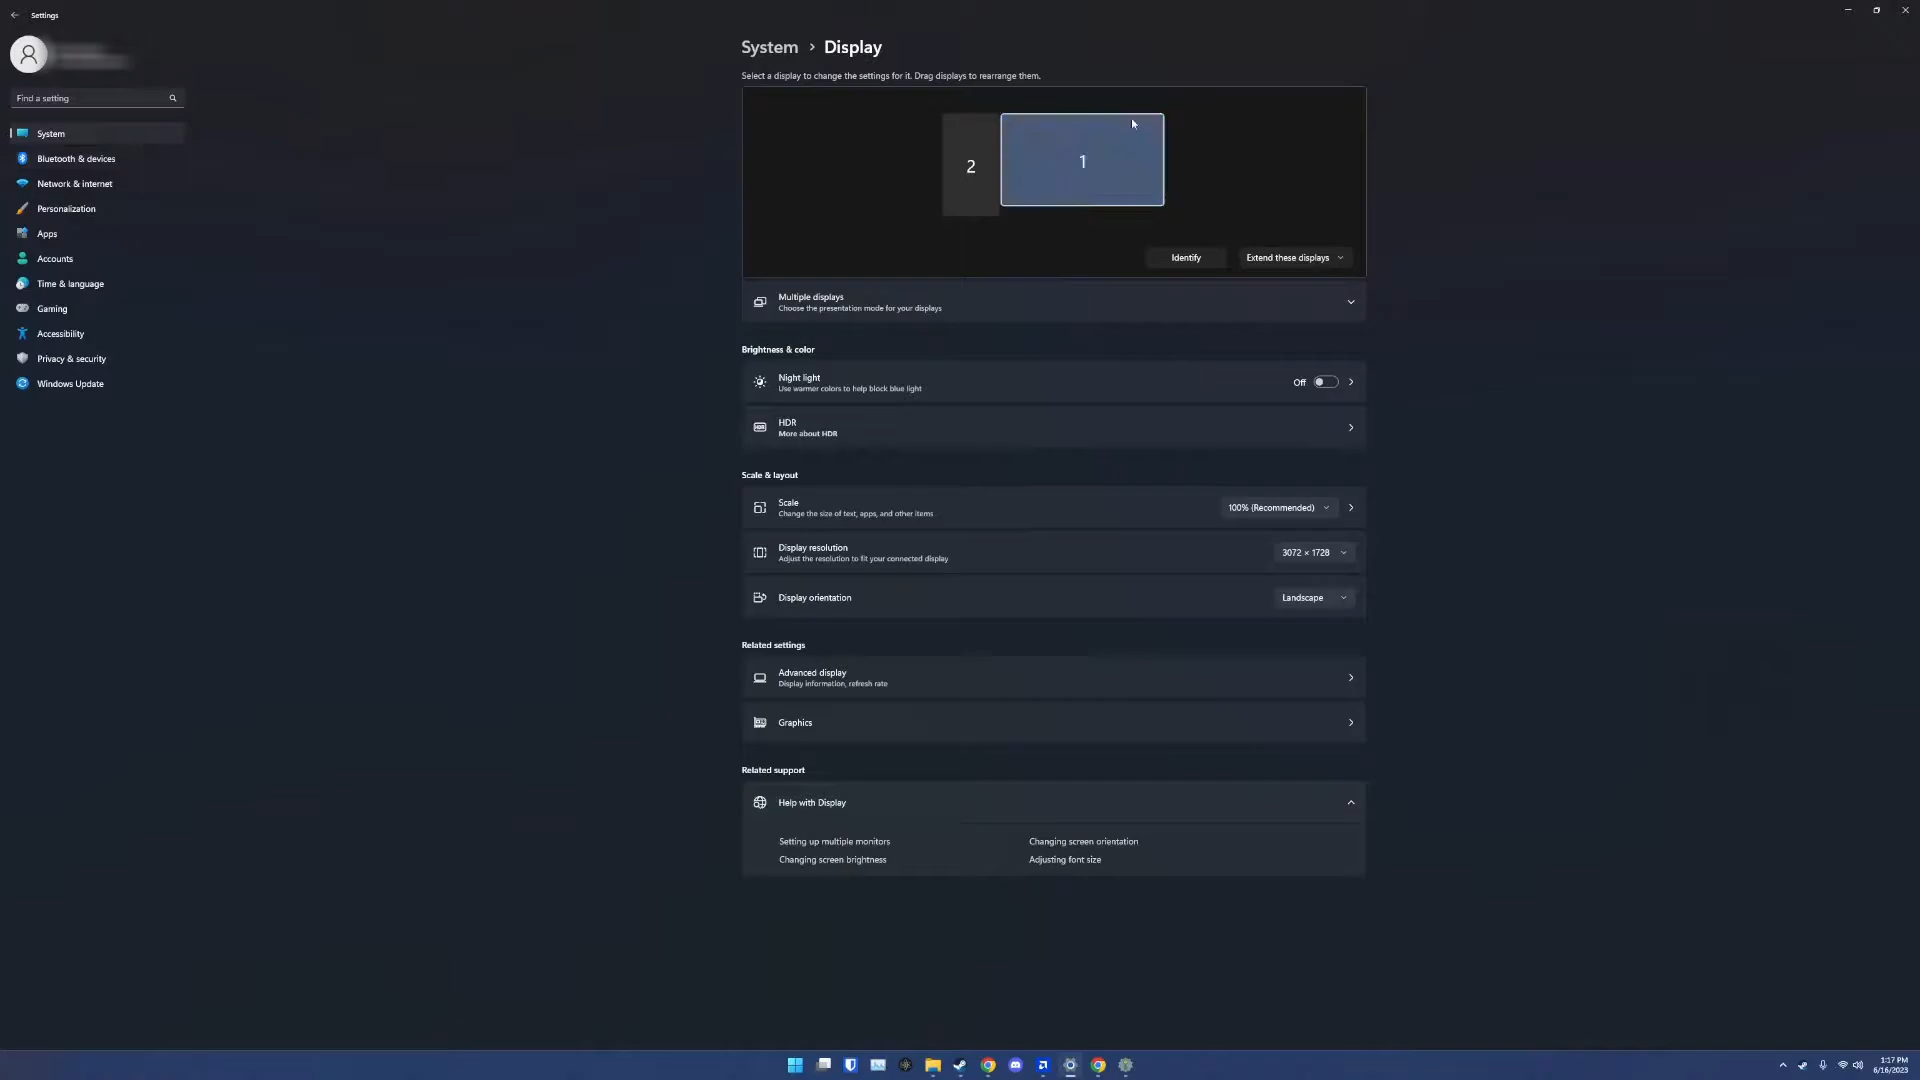 Settings
Find a setting
System
Bluetooth & devices
Network & internet
Personalization
Apps
Accounts
Time & language
Gaming
Accessibility
Privacy & security
Windows Update
System › Display
Select a display to change the settings for it. Drag displays to rearrange them.
2
1
Identify
Extend these displays
Multiple displays
Choose the presentation mode for your displays
Brightness & color
Night light
Use warmer colors to help block blue light
Off
HDR
More about HDR
Scale & layout
Scale
Change the size of text, apps, and other items
100% (Recommended)
Display resolution
Adjust the resolution to fit your connected display
3072 × 1728
Display orientation
Landscape
Related settings
Advanced display
Display information, refresh rate
Graphics
Related support
Help with Display
Setting up multiple monitors
Changing screen orientation
Changing screen brightness
Adjusting font size
1:17 PM
6/16/2023